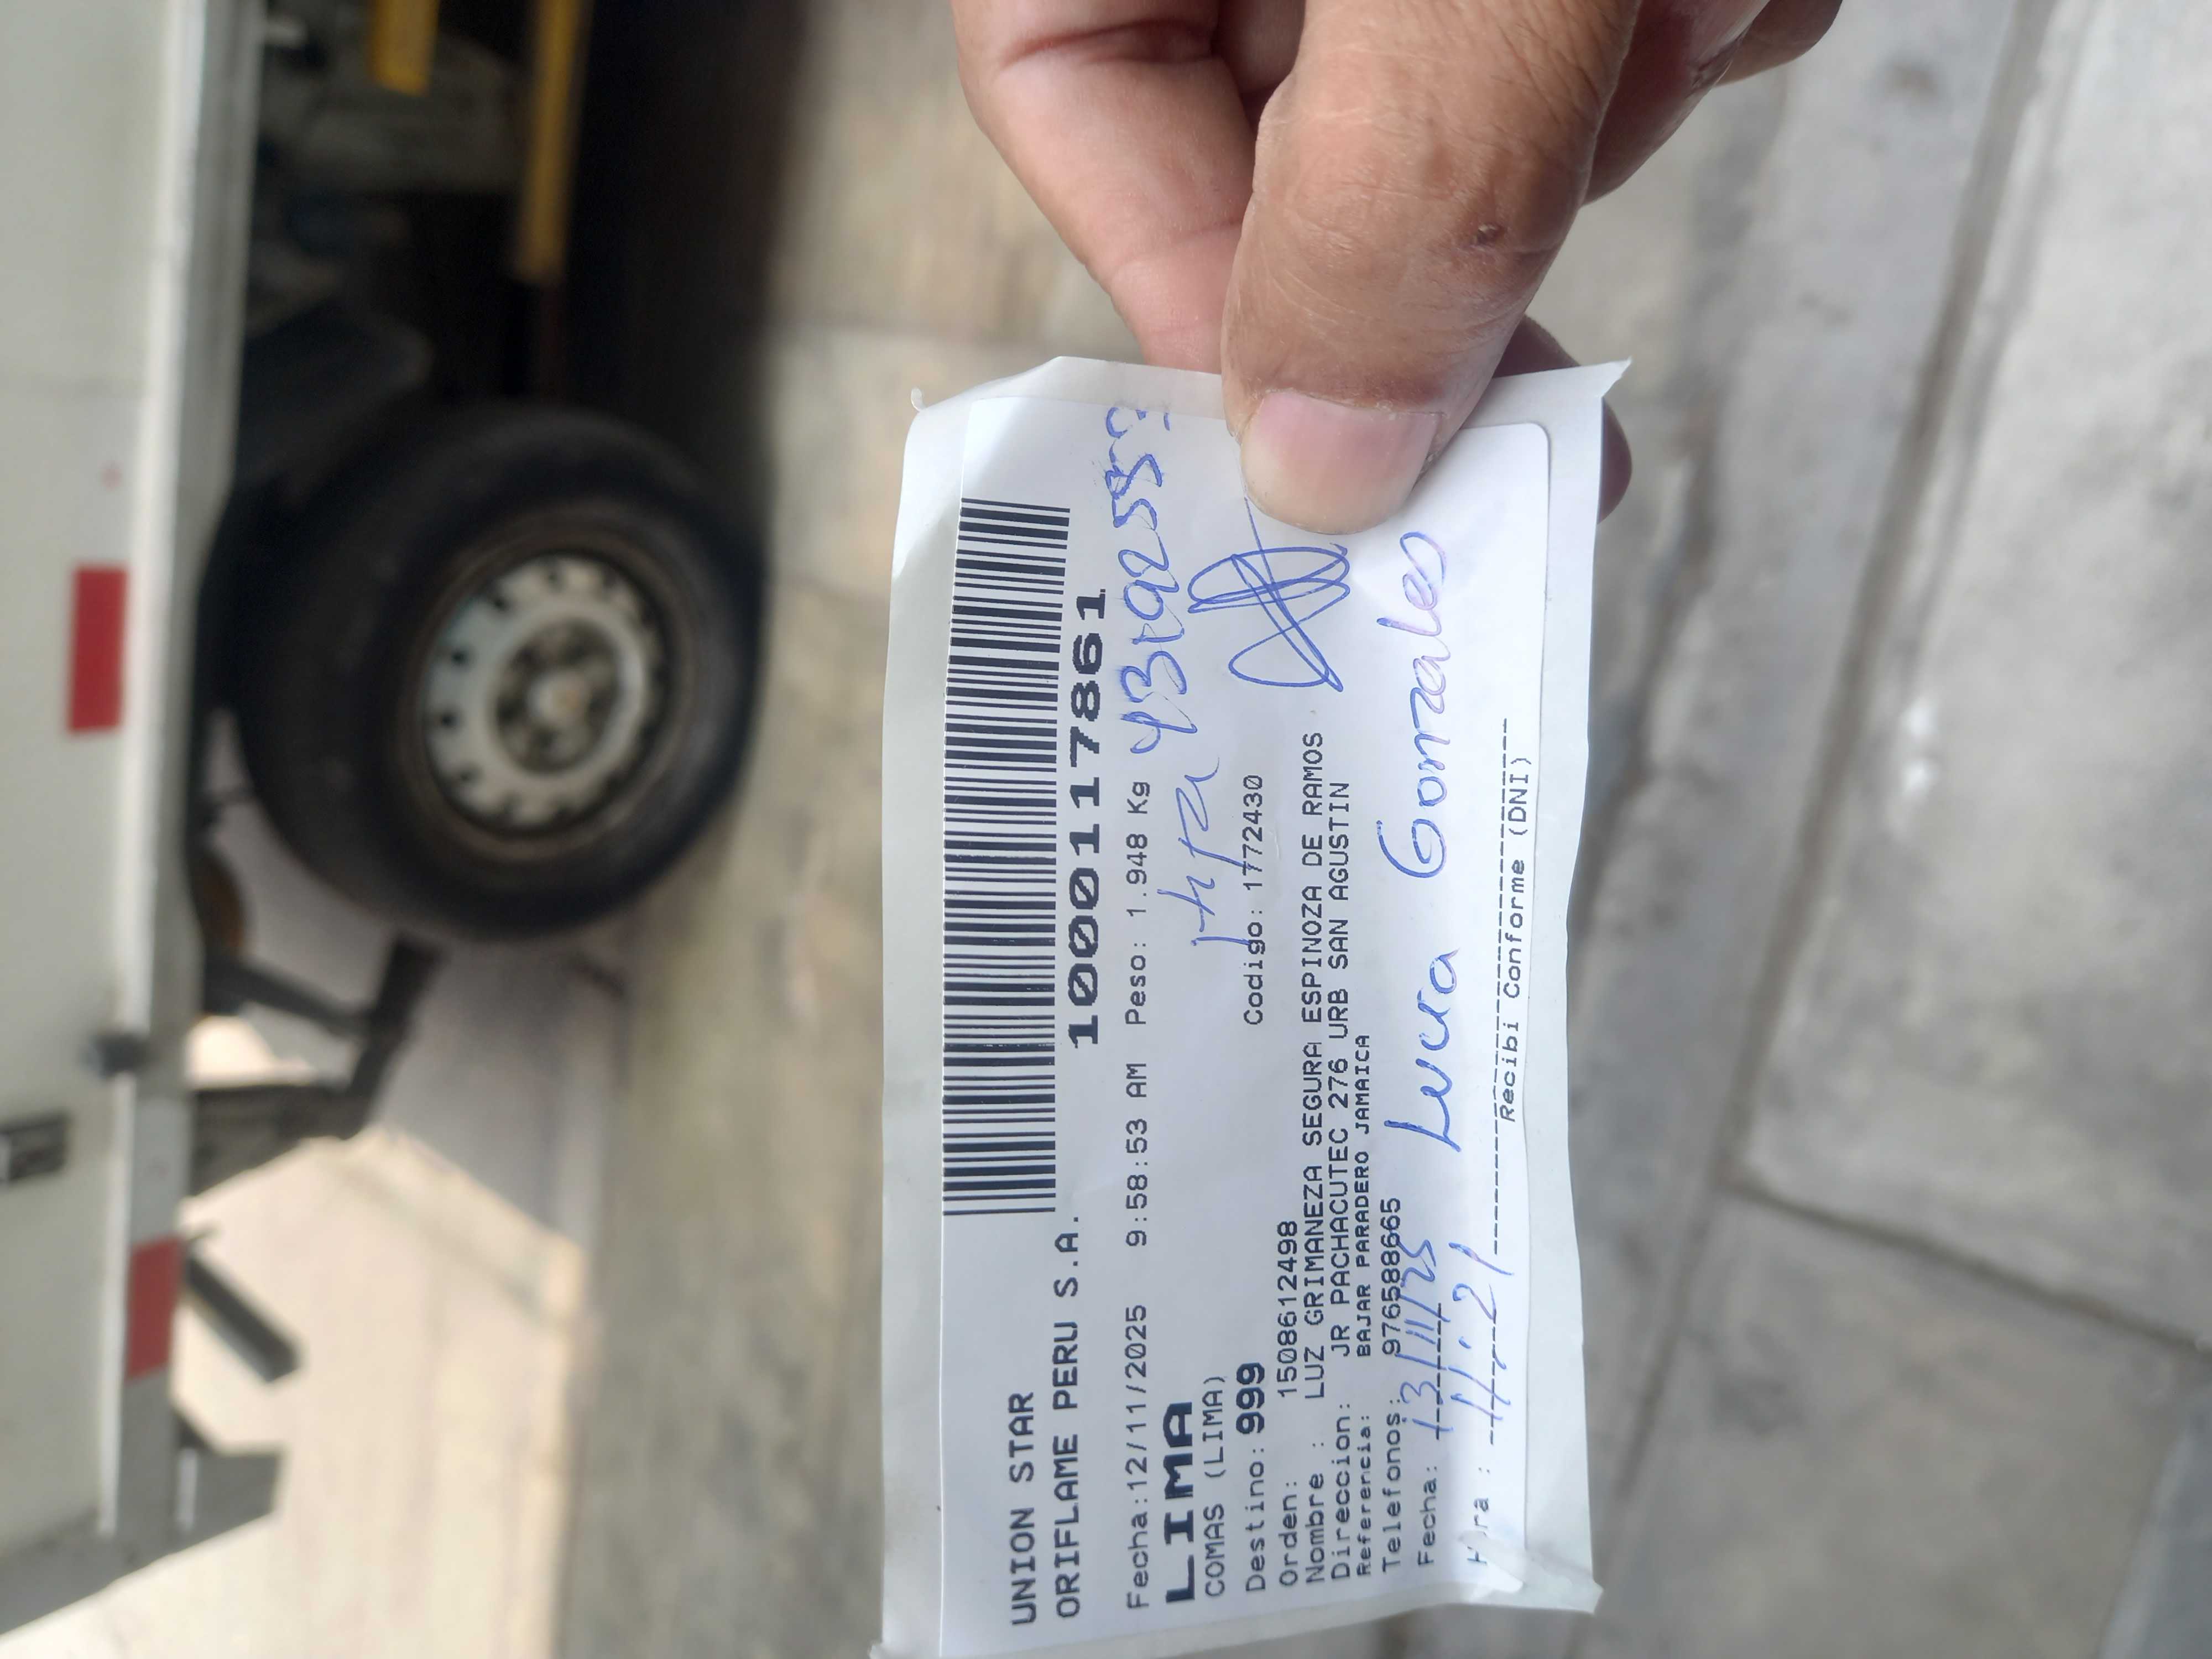 UNION STAR
ORIFLAME PERU S.A.
1000117861
Fecha:12/11/2025 9:58:53 AM Peso: 1.948 Kg
LIMA
COMAS (LIMA)
Destino: 999 Codigo: 1772430
Orden: 15086112498
Nombre : LUZ GRIMANEZA SEGURA ESPINOZA DE RAMOS
Direccion: JR PACHACUTEC 276 URB SAN AGUSTIN
Referencia: BAJAR PARADERO JAMAICA
Telefonos: 976588665
Fecha: 13/11/25 Gonzales
Hora : 11:21
Recibi Conforme (DNI)